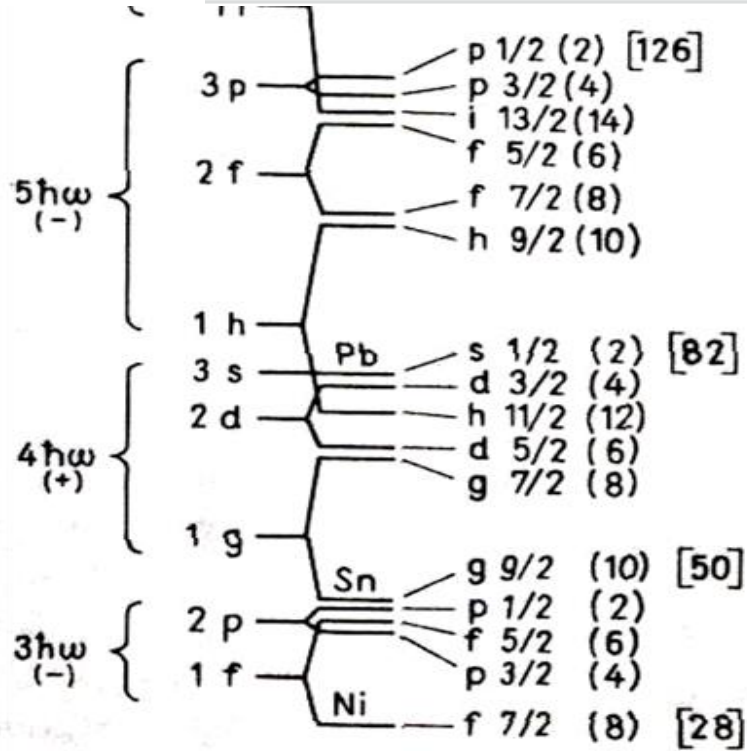 p 1/2 (2) [126]
3 p
p 3/2 (4)
i 13/2 (14)
f 5/2 (6)
2 f
5ħω
(-)
f 7/2 (8)
h 9/2 (10)
1 h
Pb
s 1/2 (2) [82]
3 s
d 3/2 (4)
2 d
h 11/2 (12)
4ħω
(+)
d 5/2 (6)
g 7/2 (8)
1 g
Sn
g 9/2 (10) [50]
2 p
p 1/2 (2)
f 5/2 (6)
3ħω
(-)
p 3/2 (4)
1 f
Ni
f 7/2 (8) [28]